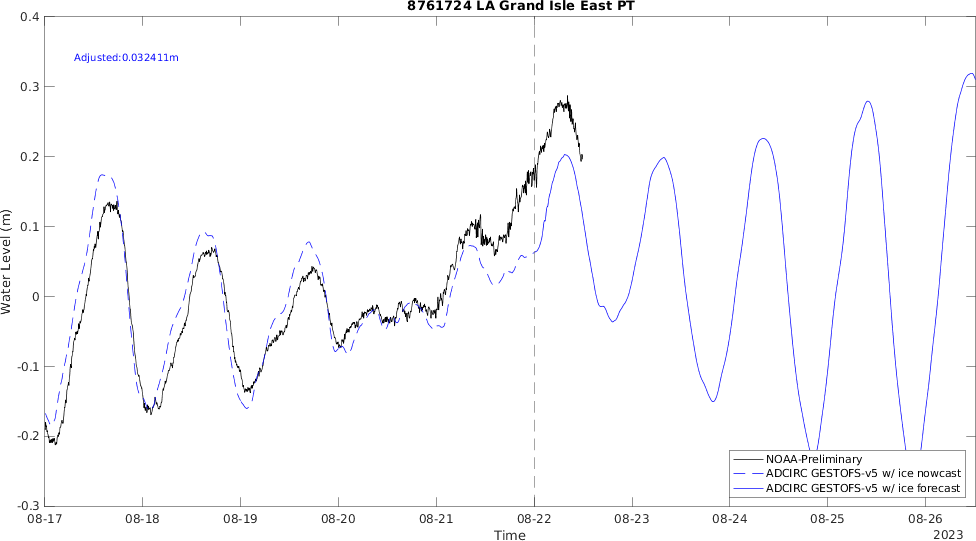 8761724 LA Grand Isle East PT
Adjusted:0.032411m
Water Level (m)
0.4
0.3
0.2
0.1
0
-0.1
-0.2
-0.3
NOAA-Preliminary
ADCIRC GESTOFS-v5 w/ ice nowcast
ADCIRC GESTOFS-v5 w/ ice forecast
08-17 08-18 08-19 08-20 08-21 08-22 08-23 08-24 08-25 08-26
Time
2023